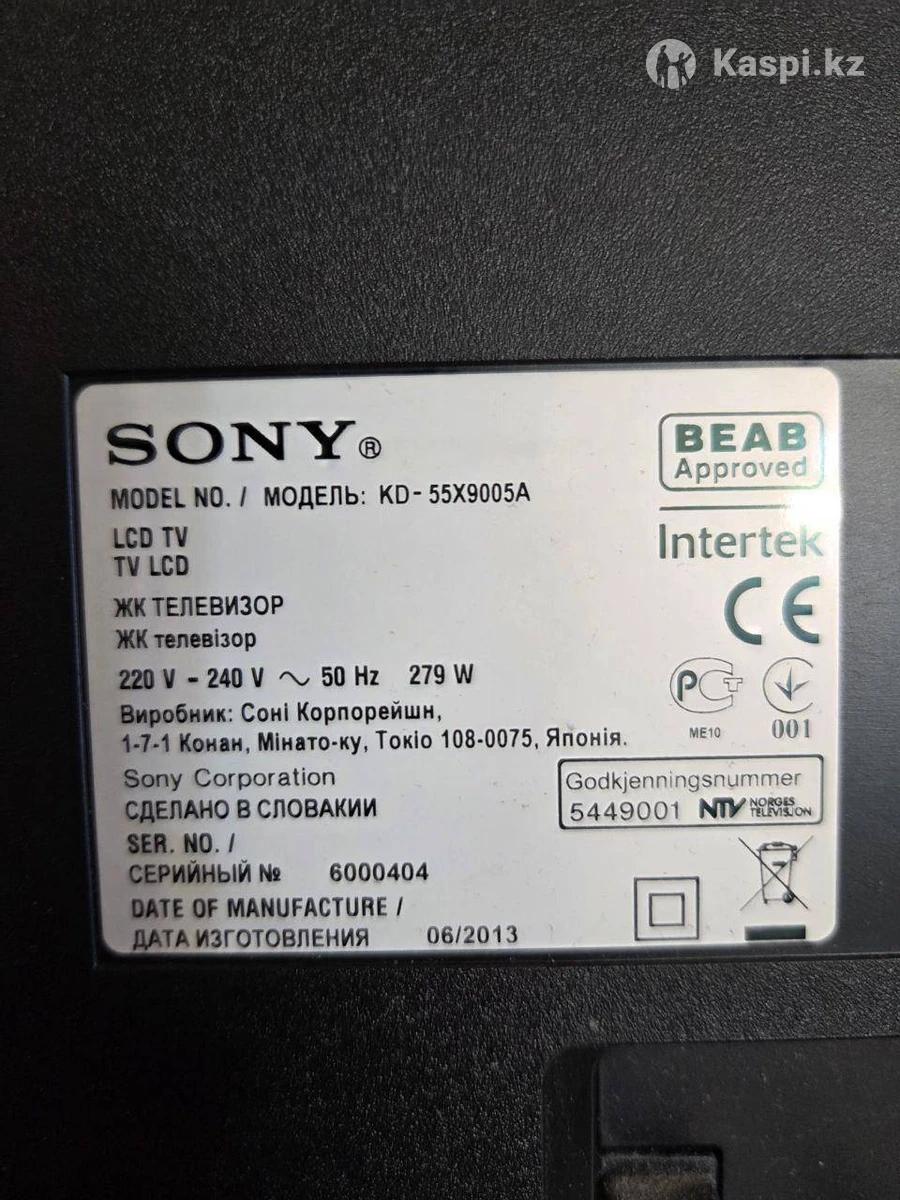 Kaspi.kz
SONY®
MODEL NO. / МОДЕЛЬ: KD-55X9005A
LCD TV
TV LCD
ЖК ТЕЛЕВИЗОР
ЖК телевізор
220 V - 240 V ~ 50 Hz 279 W
Виробник: Соні Корпорейшн,
1-7-1 Конан, Мінато-ку, Токіо 108-0075, Японія.
Sony Corporation
СДЕЛАНО В СЛОВАКИИ
SER. NO. /
СЕРИЙНЫЙ № 6000404
DATE OF MANUFACTURE /
ДАТА ИЗГОТОВЛЕНИЯ 06/2013
BEAB
Approved
Intertek
CE
РСТ
ME10
001
Godkjenningsnummer
5449001 NTV NORGES
TELEVISJON